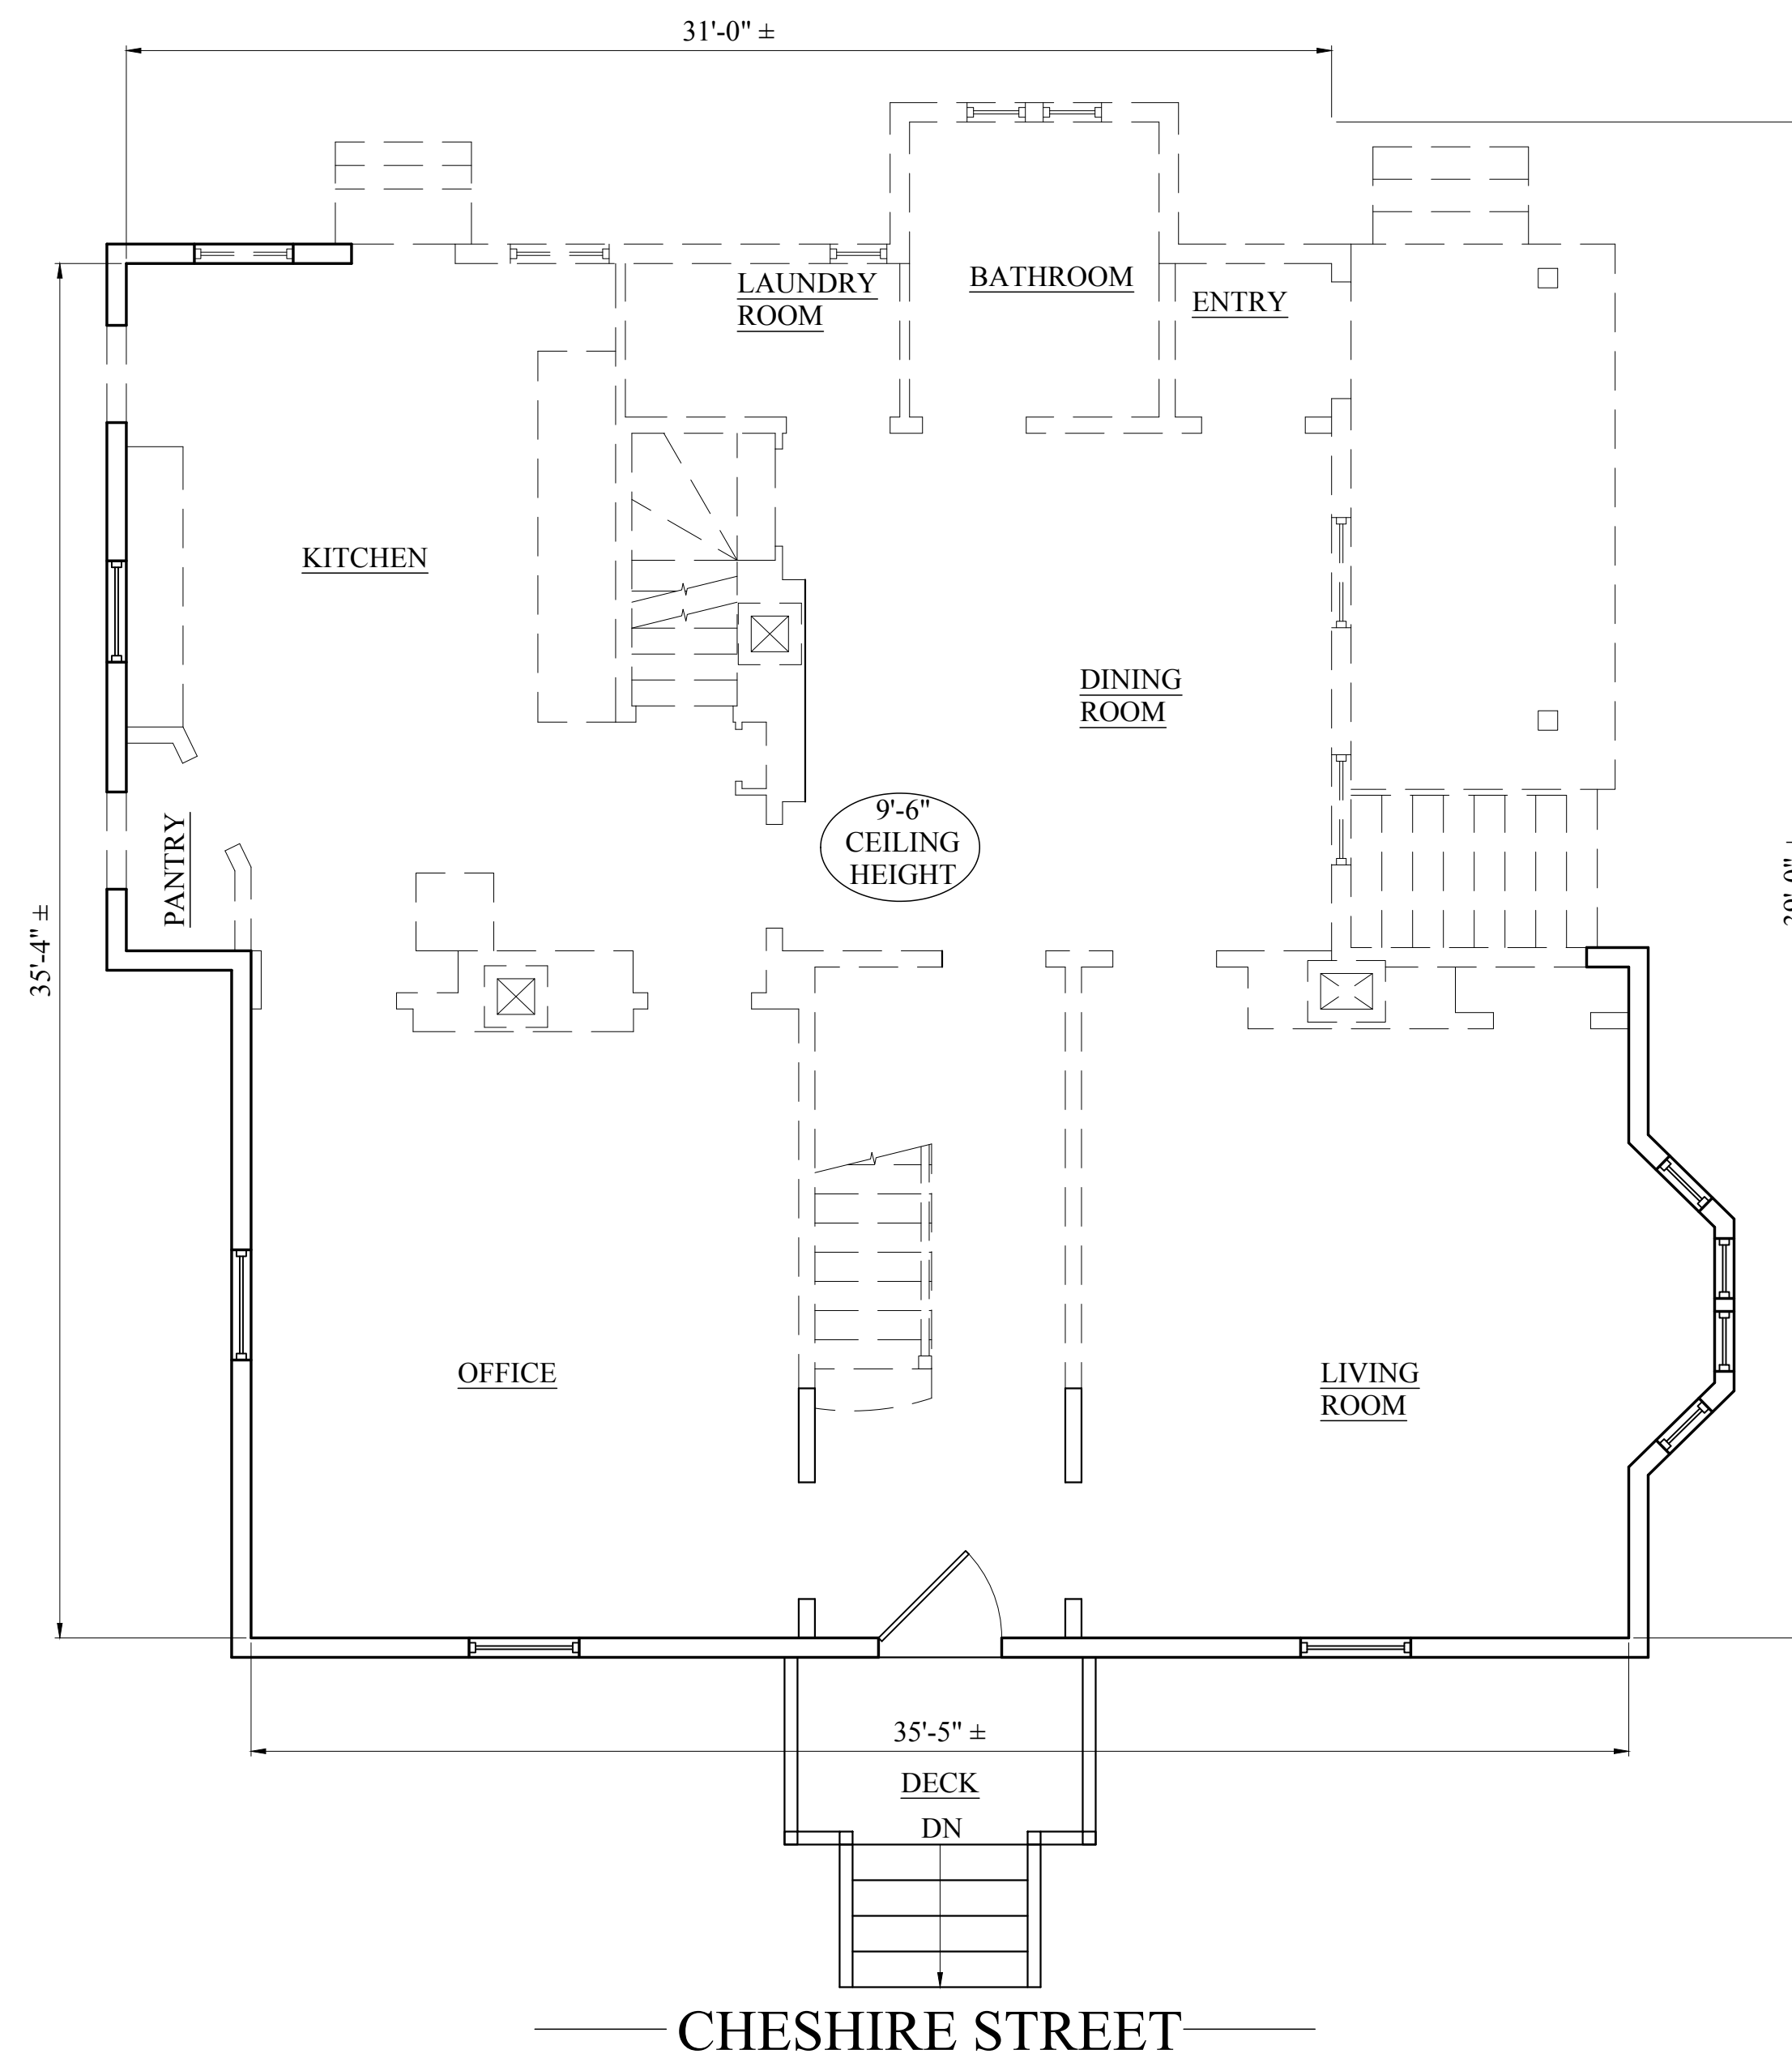 31'-0" ±
LAUNDRY
ROOM
BATHROOM
ENTRY
KITCHEN
DINING
ROOM
9'-6"
CEILING
HEIGHT
PANTRY
35'-4" ±
OFFICE
LIVING
ROOM
35'-5" ±
DECK
DN
CHESHIRE STREET